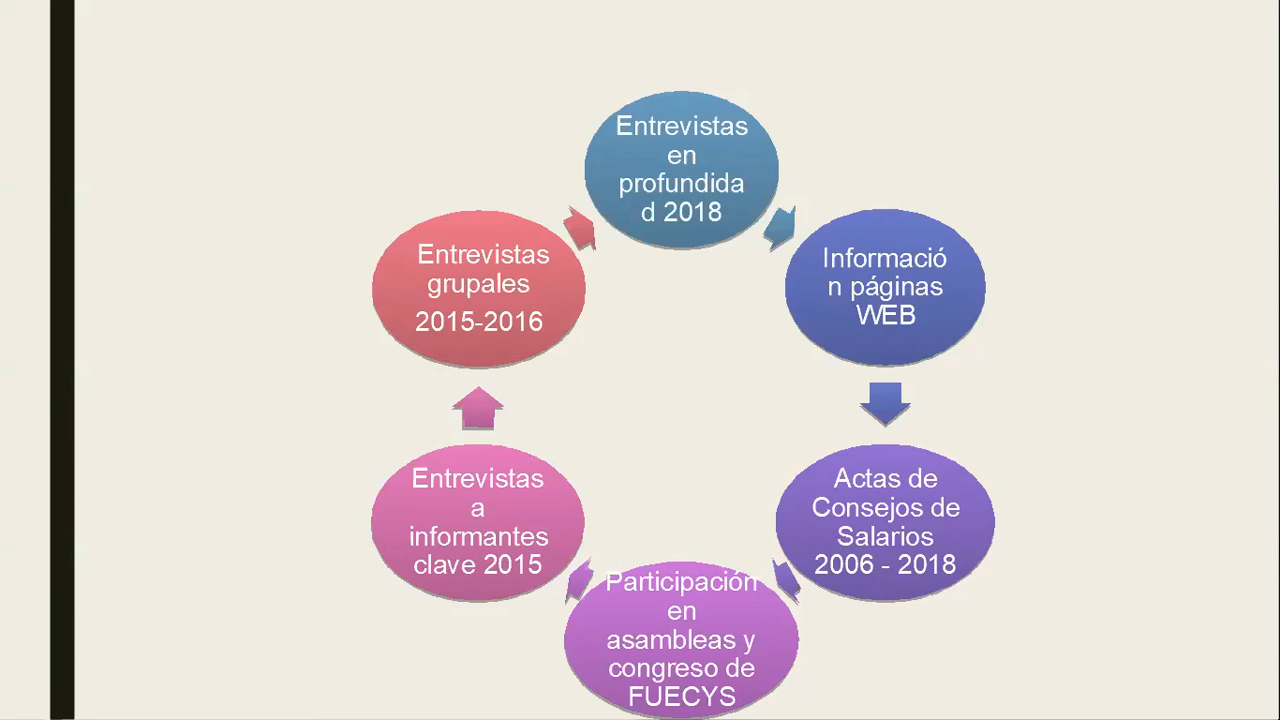 Entrevistas
en
profundida
d 2018
Informació
n páginas
WEB
Actas de
Consejos de
Salarios
2006 - 2018
Participación
en
asambleas y
congreso de
FUECYS
Entrevistas
a
informantes
clave 2015
Entrevistas
grupales
2015-2016